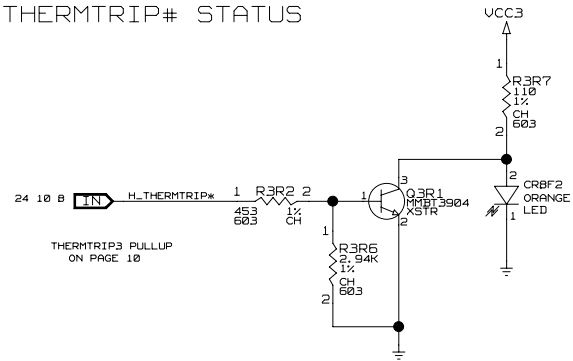 THERMTRIP# STATUS
VCC3
1
R3R7
110
1%
CH
603
2
3
2
CR8F2
ORANGE
LED
1
24 10 8
IN
H_THERMTRIP*
1 R3R2 2
453 1%
603 CH
1
Q3R1
MMBT3904
XSTR
2
THERMTRIP3 PULLUP
ON PAGE 10
1
R3R6
2.94K
1%
CH
603
2